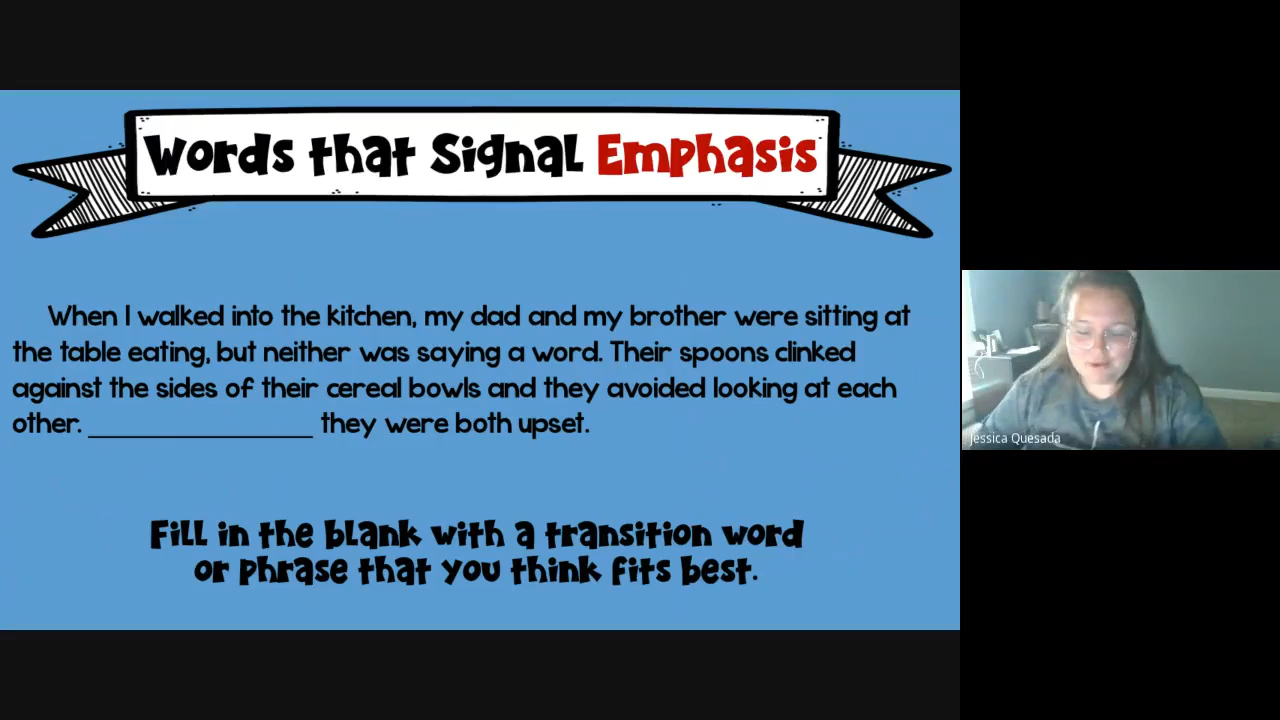 Words that Signal Emphasis
When I walked into the kitchen, my dad and my brother were sitting at
the table eating, but neither was saying a word. Their spoons clinked
against the sides of their cereal bowls and they avoided looking at each
other. ________________ they were both upset.
Fill in the blank with a transition word
or phrase that you think fits best.
Jessica Quesada